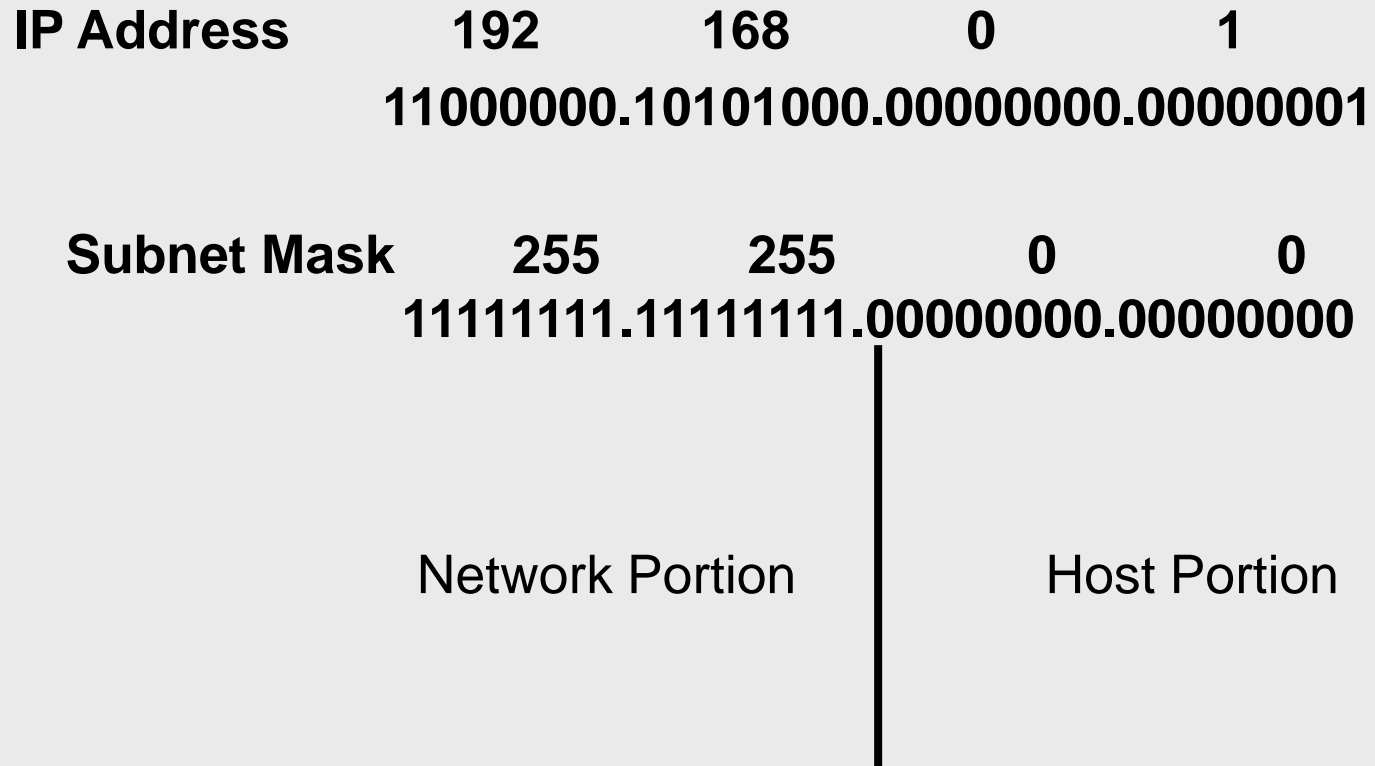 IP Address 192 168 0 1
11000000.10101000.00000000.00000001
Subnet Mask 255 255 0 0
11111111.11111111.00000000.00000000
Network Portion Host Portion